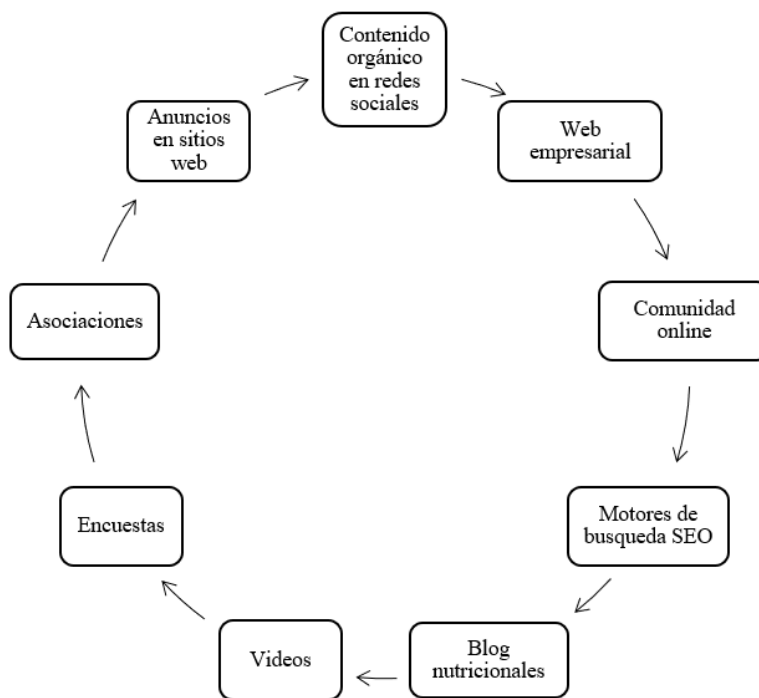 Contenido
orgánico
en redes
sociales
Web
empresarial
Comunidad
online
Motores de
busqueda SEO
Blog
nutricionales
Videos
Encuestas
Asociaciones
Anuncios
en sitios
web